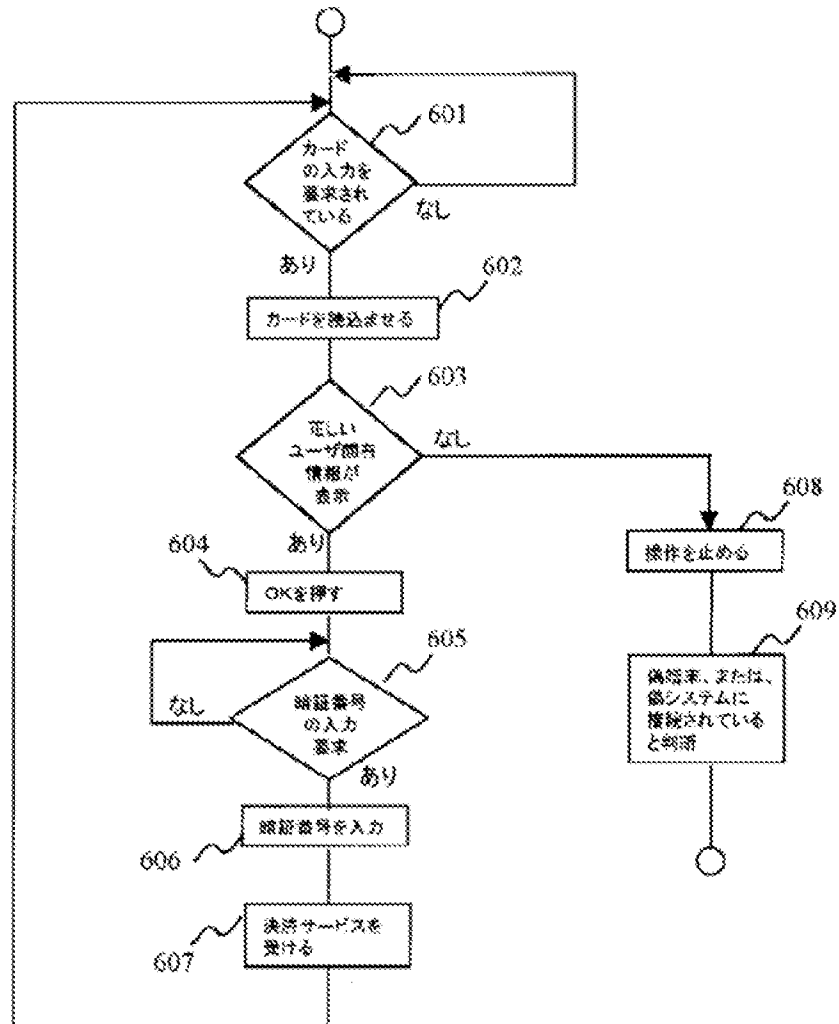 601
カード
の入力を
要求され
ている
なし
あり
602
カードを読込ませる
603
正しい
ユーザ固有
情報が
表示
なし
あり
604
OKを押す
605
暗証番号
の入力
要求
なし
あり
606
暗証番号を入力
607
決済サービスを
受ける
608
操作を止める
609
偽端末、または、
偽システムに
接続されている
と判断